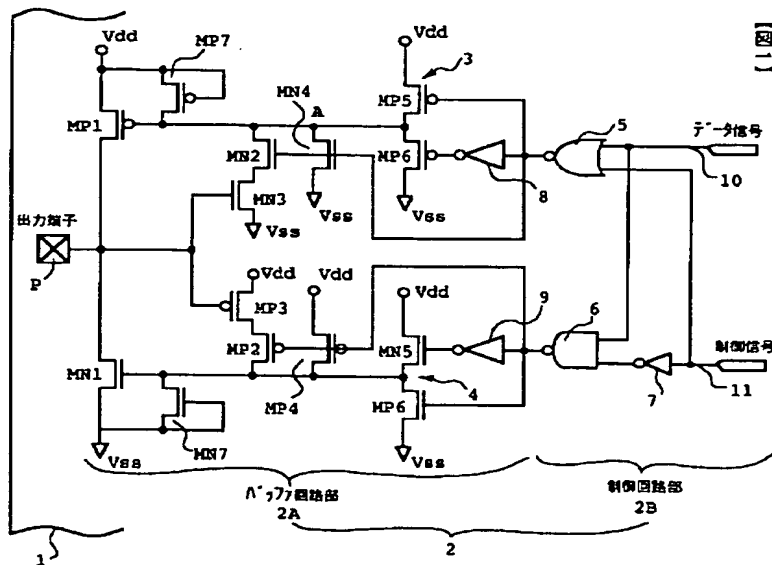 【図1】
Vdd
MP7
MP1
MN4
A
MN2
MN3
Vss
Vss
Vdd
3
MP5
MP6
Vss
8
5
データ信号
10
出力端子
P
Vdd
MP3
MP2
MP4
Vdd
MN5
9
4
MP6
Vss
6
7
制御信号
11
MN1
MN7
Vss
バッファ回路部
2A
制御回路部
2B
2
1